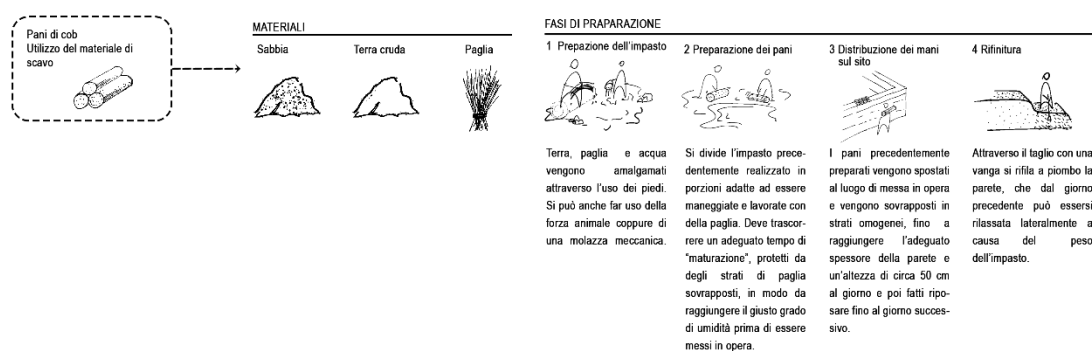 Pani di cob
Utilizzo del materiale di
scavo
MATERIALI
Sabbia
Terra cruda
Paglia
FASI DI PRAPARAZIONE
1 Prepazione dell'impasto
Terra, paglia e acqua
vengono amalgamati
attraverso l'uso dei piedi.
Si può anche far uso della
forza animale coppure di
una molazza meccanica.
2 Preparazione dei pani
Si divide l'impasto prece-
dentemente realizzato in
porzioni adatte ad essere
maneggiate e lavorate con
della paglia. Deve trascor-
rere un adeguato tempo di
"maturazione", protetti da
degli strati di paglia
sovrapposti, in modo da
raggiungere il giusto grado
di umidità prima di essere
messi in opera.
3 Distribuzione dei mani
sul sito
I pani precedentemente
preparati vengono spostati
al luogo di messa in opera
e vengono sovrapposti in
strati omogenei, fino a
raggiungere l'adeguato
spessore della parete e
un'altezza di circa 50 cm
al giorno e poi fatti ripo-
sare fino al giorno succes-
sivo.
4 Rifinitura
Attraverso il taglio con una
vanga si rifila a piombo la
parete, che dal giorno
precedente può essersi
rilassata lateralmente a
causa del peso
dell'impasto.